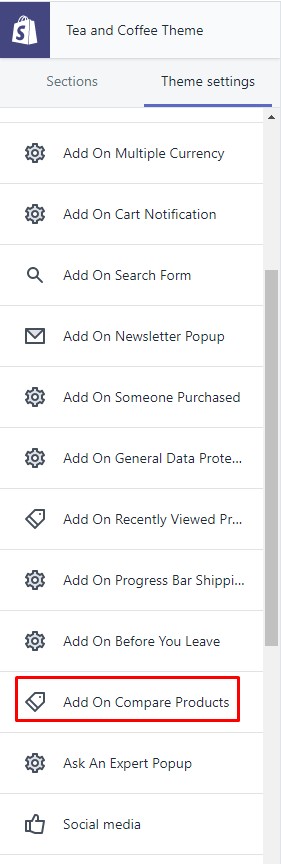 Tea and Coffee Theme
Sections Theme settings
Add On Multiple Currency
Add On Cart Notification
Add On Search Form
Add On Newsletter Popup
Add On Someone Purchased
Add On General Data Prote...
Add On Recently Viewed Pr...
Add On Progress Bar Shippi...
Add On Before You Leave
Add On Compare Products
Ask An Expert Popup
Social media